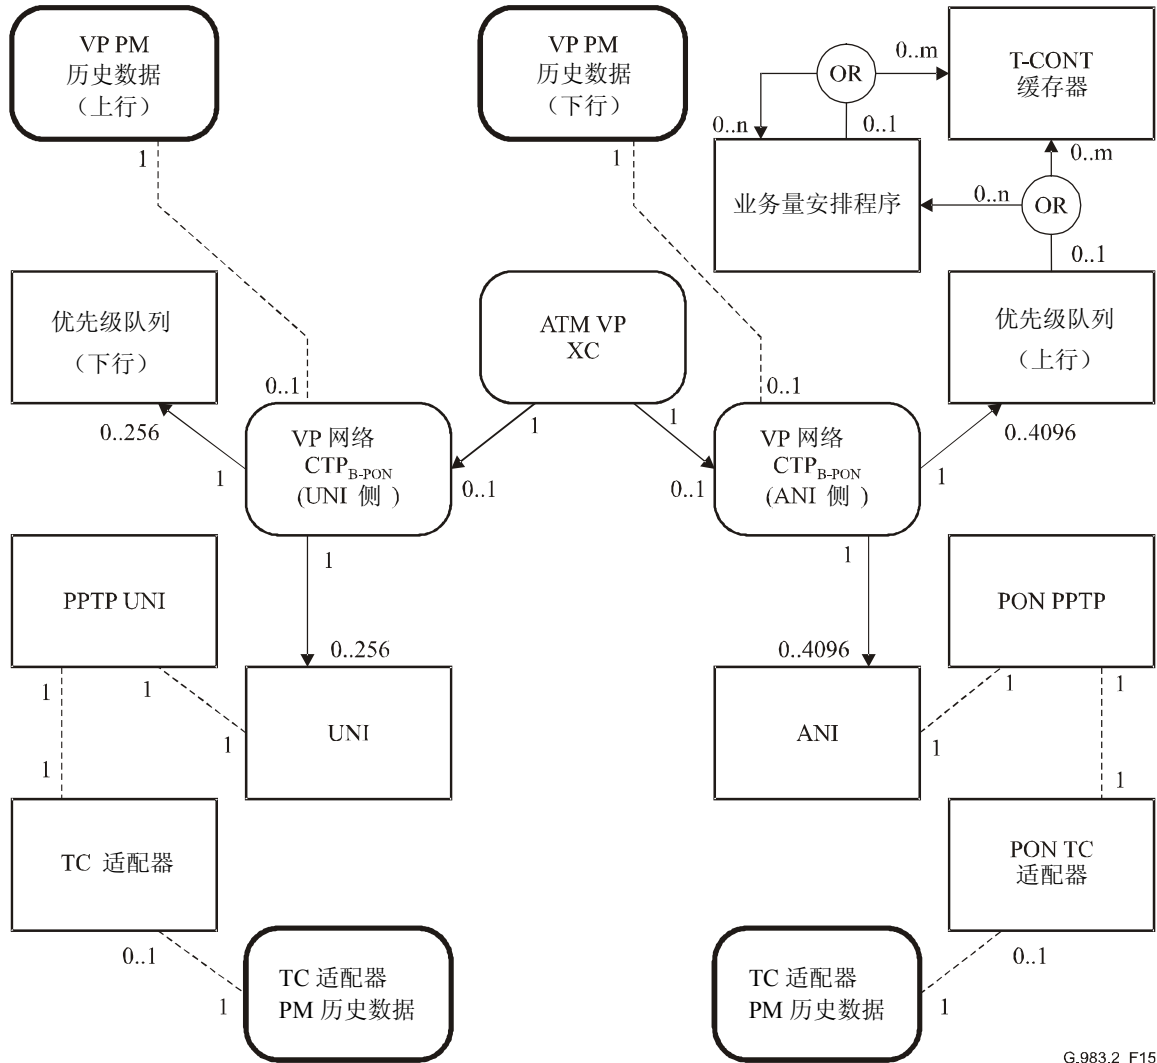 VP PM
历史数据
（上行）
VP PM
历史数据
（下行）
OR
0..m
T-CONT
缓存器
1
1
0..n
0..1
0..m
业务量安排程序
0..n
OR
0..1
优先级队列
（下行）
ATM VP
XC
优先级队列
（上行）
0..1
0..1
0..256
1
1
0..4096
VP 网络
CTPB-PON
(UNI 侧 )
VP 网络
CTPB-PON
(ANI 侧 )
1
0..1
0..1
1
1
1
PPTP UNI
PON PPTP
0..256
0..4096
1
1
1
1
UNI
ANI
1
1
1
1
TC 适配器
PON TC
适配器
0..1
0..1
1
1
TC 适配器
PM 历史数据
TC 适配器
PM 历史数据
G.983.2_F15